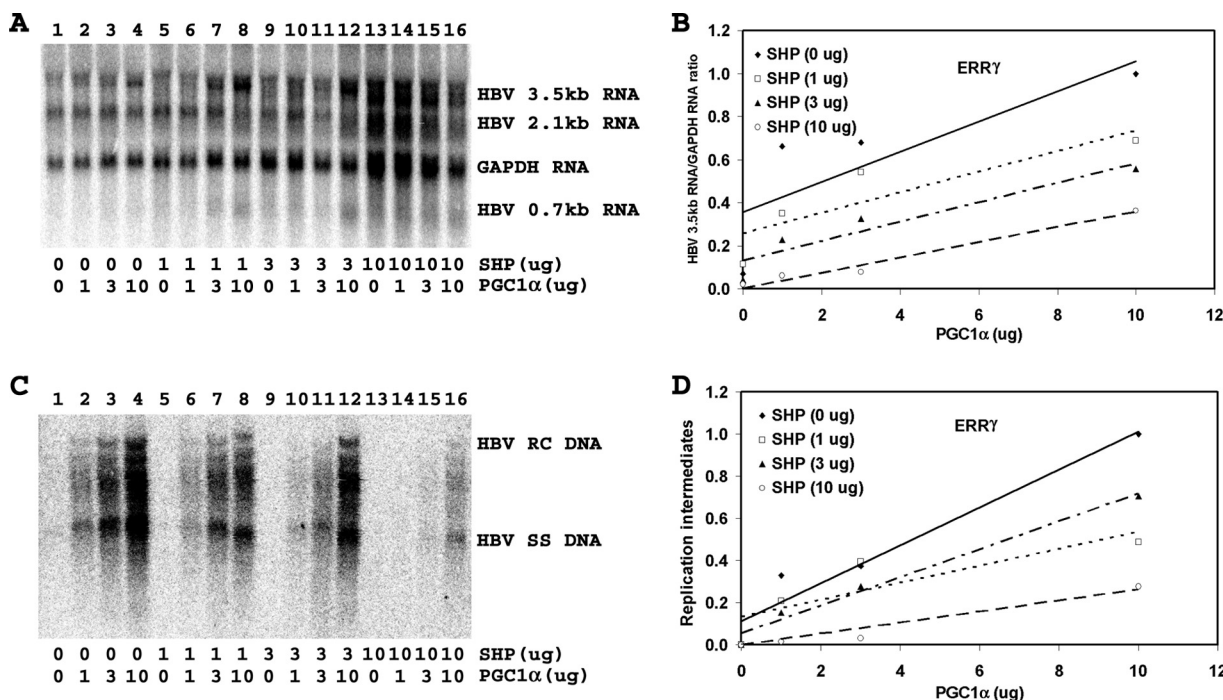 A
1 2 3 4 5 6 7 8 9 10 11 12 13 14 15 16
HBV 3.5kb RNA
HBV 2.1kb RNA
GAPDH RNA
HBV 0.7kb RNA
0 0 0 0 1 1 1 1 3 3 3 3 10 10 10 10 SHP(ug)
0 1 3 10 0 1 3 10 0 1 3 10 0 1 3 10 PGC1α(ug)
B
HBV 3.5kb RNA/GAPDH RNA ratio
1.2
1.0
0.8
0.6
0.4
0.2
0.0
SHP (0 ug)
SHP (1 ug)
SHP (3 ug)
SHP (10 ug)
ERRγ
0 2 4 6 8 10 12
PGC1α (ug)
C
1 2 3 4 5 6 7 8 9 10 11 12 13 14 15 16
HBV RC DNA
HBV SS DNA
0 0 0 0 1 1 1 1 3 3 3 3 10 10 10 10 SHP(ug)
0 1 3 10 0 1 3 10 0 1 3 10 0 1 3 10 PGC1α(ug)
D
Replication intermediates
1.2
1.0
0.8
0.6
0.4
0.2
0.0
SHP (0 ug)
SHP (1 ug)
SHP (3 ug)
SHP (10 ug)
ERRγ
0 2 4 6 8 10 12
PGC1α (ug)